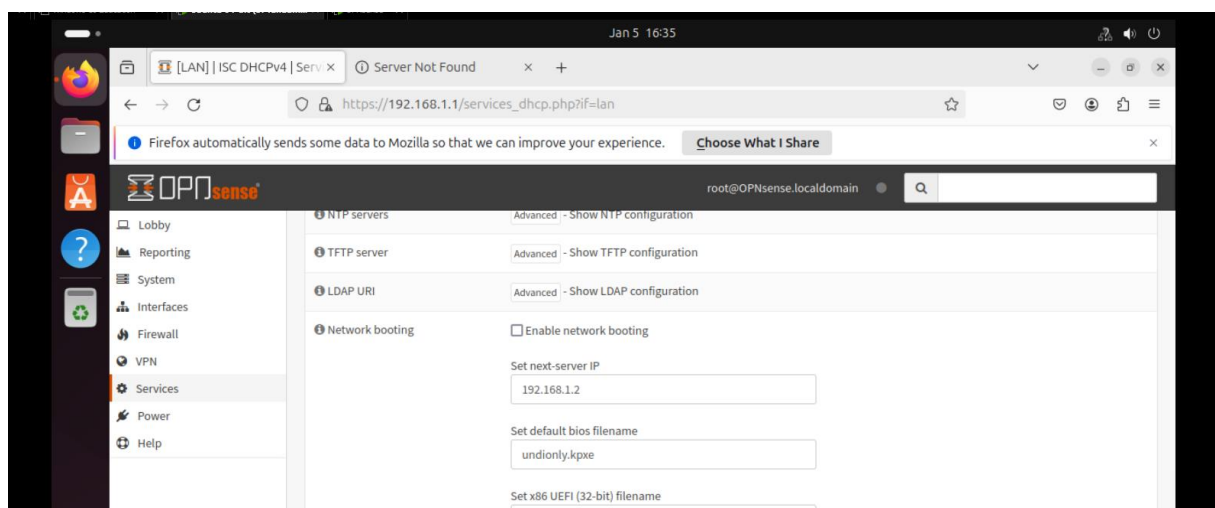 Jan 5 16:35
[LAN] | ISC DHCPv4 | Servi
Server Not Found
https://192.168.1.1/services_dhcp.php?if=lan
Firefox automatically sends some data to Mozilla so that we can improve your experience. Choose What I Share
OPNsense
root@OPNsense.localdomain
Lobby
Reporting
System
Interfaces
Firewall
VPN
Services
Power
Help
NTP servers Advanced - Show NTP configuration
TFTP server Advanced - Show TFTP configuration
LDAP URI Advanced - Show LDAP configuration
Network booting Enable network booting
Set next-server IP
192.168.1.2
Set default bios filename
undionly.kpxe
Set x86 UEFI (32-bit) filename